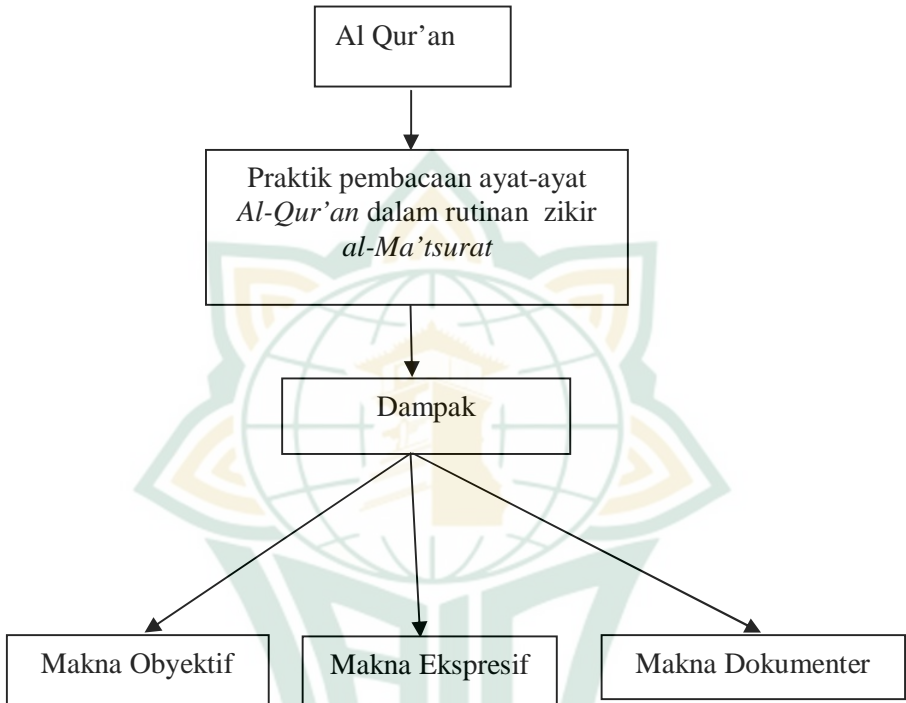 Al Qur’an
Praktik pembacaan ayat-ayat
Al-Qur’an dalam rutinan zikir
al-Ma’tsurat
Dampak
Makna Obyektif
Makna Ekspresif
Makna Dokumenter